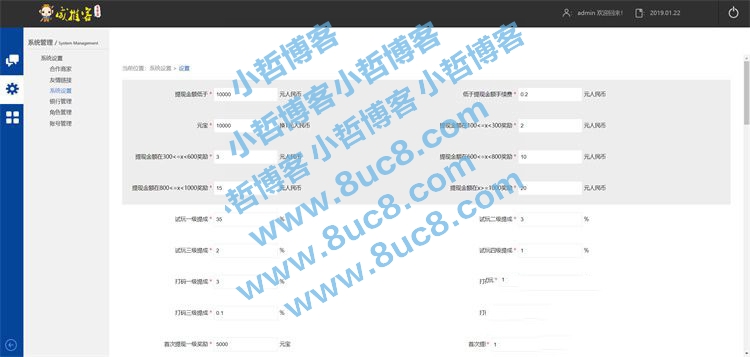 威推客
admin 欢迎回来!
2019.01.22
系统管理 / System Management
系统设置
合作商家
友情链接
系统设置
银行管理
角色管理
账号管理
当前位置: 系统设置 > 设置
提现金额低于 * 10000 元人民币
低于提现金额手续费 * 0.2 元人民币
元宝 * 10000 换1元人民币
提现金额在100<=x<300奖励 * 2 元人民币
提现金额在300<=x<600奖励 * 3 元人民币
提现金额在600<=x<800奖励 * 10 元人民币
提现金额在800<=x<1000奖励 * 15 元人民币
提现金额在x>=1000奖励 * 20 元人民币
试玩一级提成 * 35 %
试玩二级提成 * 3 %
试玩三级提成 * 2 %
试玩四级提成 * 1 %
打码一级提成 * 3 %
打 试玩 * 1
打码三级提成 * 0.1 %
打
首次提现一级奖励 * 5000 元宝
首次提 * 1
小哲博客小哲博客
小哲博客小哲博客
www.8uc8.com
www.8uc8.com
www.8uc8.com